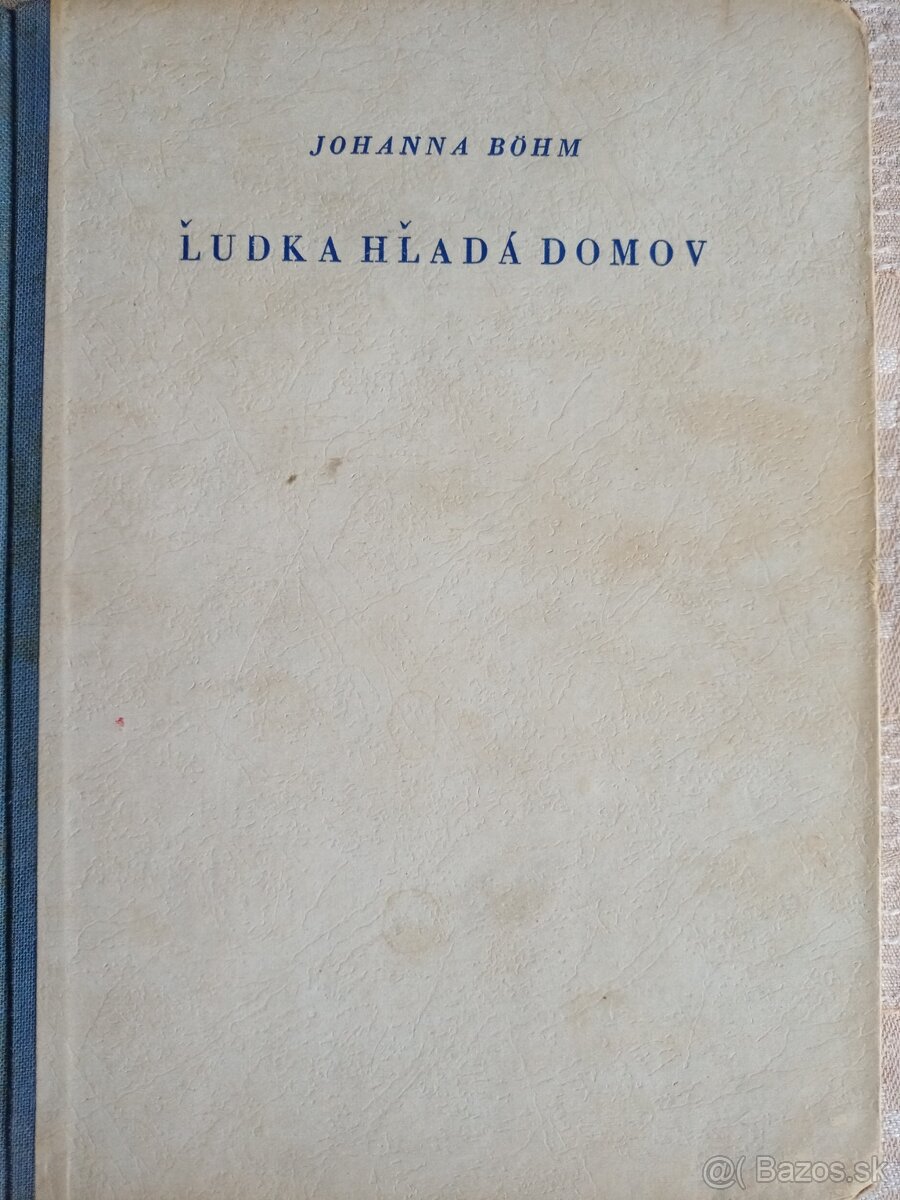 JOHANNA BÖHM
ĽUDKA HĽADÁ DOMOV
@( Bazos.sk